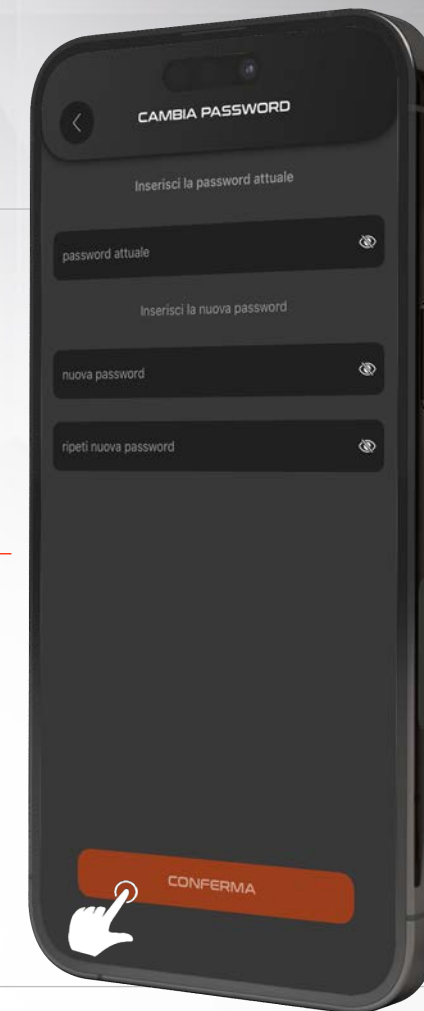 CAMBIA PASSWORD
Inserisci la password attuale
password attuale
Inserisci la nuova password
nuova password
ripeti nuova password
CONFERMA